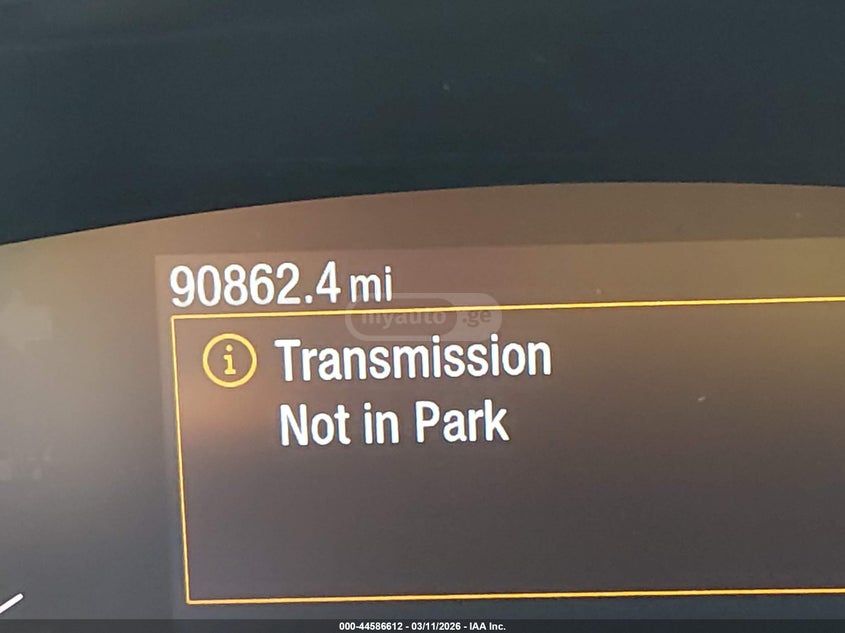 90862.4 mi
myauto.ge
Transmission
Not in Park
000-44586612 - 03/11/2026 - IAA Inc.